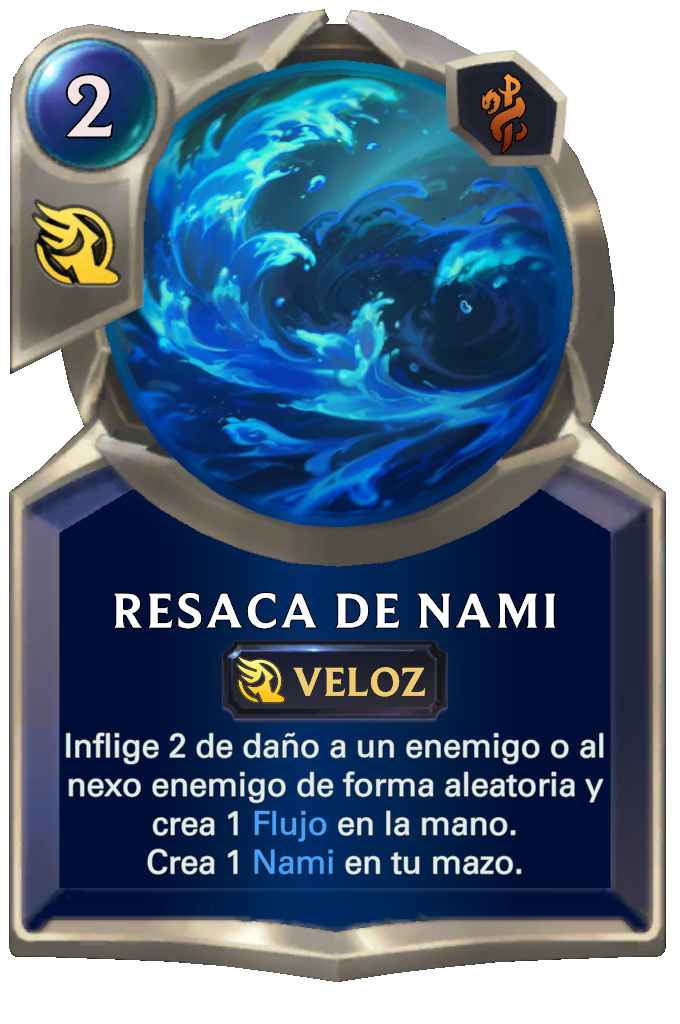 2
RESACA DE NAMI
VELOZ
Inflige 2 de daño a un enemigo o al
nexo enemigo de forma aleatoria y
crea 1 Flujo en la mano.
Crea 1 Nami en tu mazo.